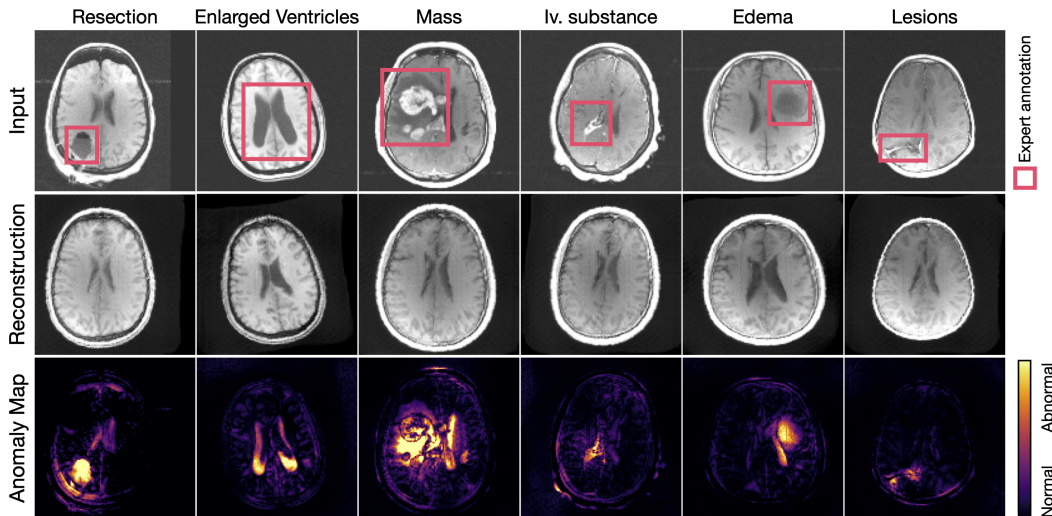 Resection
Enlarged Ventricles
Mass
Iv. substance
Edema
Lesions
Input
Expert annotation
Reconstruction
Anomaly Map
Normal
Abnormal